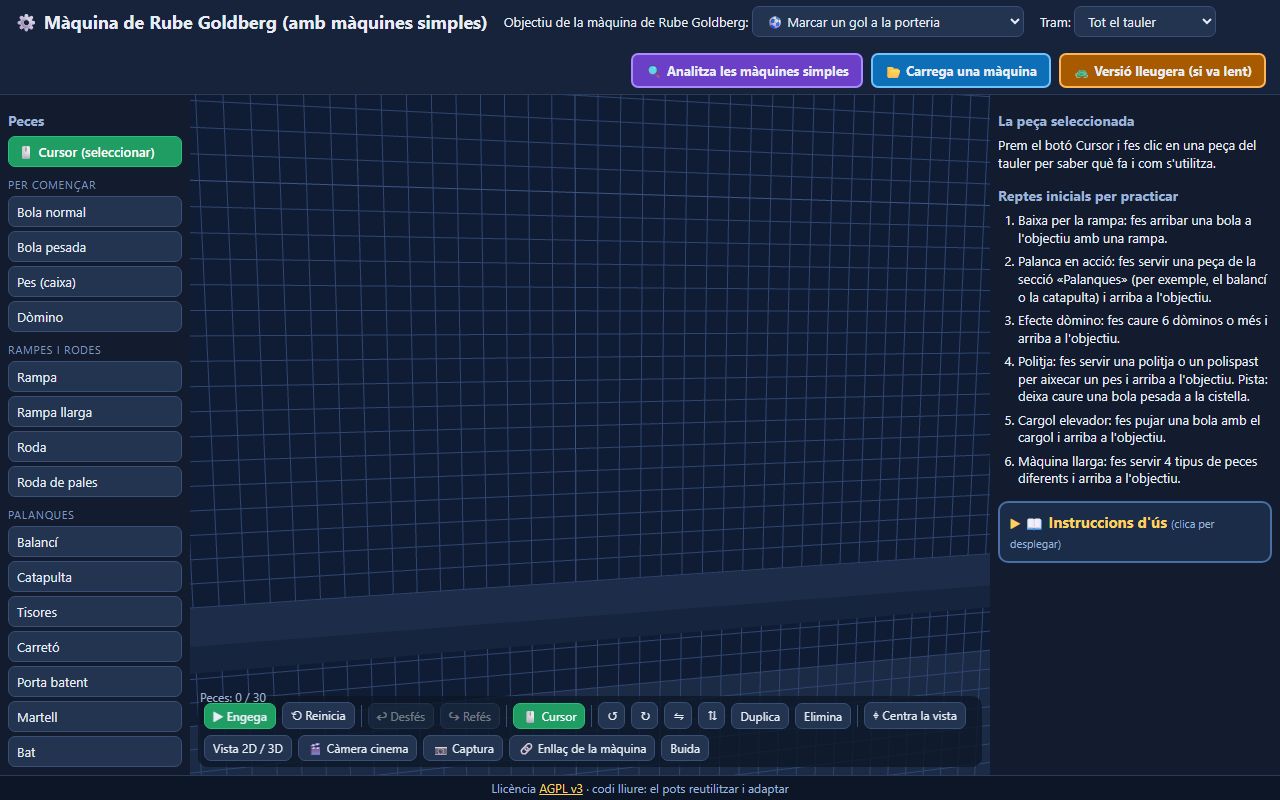 Màquina de Rube Goldberg (amb màquines simples)
Objectiu de la màquina de Rube Goldberg:
Marcar un gol a la porteria
Tram:
Tot el tauler
Analitza les màquines simples
Carrega una màquina
Versió lleugera (si va lent)
Peces
Cursor (seleccionar)
PER COMENÇAR
Bola normal
Bola pesada
Pes (caixa)
Dòmino
RAMPES I RODES
Rampa
Rampa llarga
Roda
Roda de pales
PALANQUES
Balancí
Catapulta
Tisores
Carretó
Porta batent
Martell
Bat
Peces: 0 / 30
▶ Engega
⟲ Reinicia
↩ Desfés
↪ Refés
Cursor
↺
↻
⇋
⇅
Duplica
Elimina
⌖ Centra la vista
Vista 2D / 3D
Càmera cinema
Captura
Enllaç de la màquina
Buida
La peça seleccionada
Prem el botó Cursor i fes clic en una peça del
tauler per saber què fa i com s'utilitza.
Reptes inicials per practicar
1. Baixa per la rampa: fes arribar una bola a
l'objectiu amb una rampa.
2. Palanca en acció: fes servir una peça de la
secció «Palanques» (per exemple, el balancí
o la catapulta) i arriba a l'objectiu.
3. Efecte dòmino: fes caure 6 dòminos o més i
arriba a l'objectiu.
4. Politja: fes servir una politja o un polispast
per aixecar un pes i arriba a l'objectiu. Pista:
deixa caure una bola pesada a la cistella.
5. Cargol elevador: fes pujar una bola amb el
cargol i arriba a l'objectiu.
6. Màquina llarga: fes servir 4 tipus de peces
diferents i arriba a l'objectiu.
▶ Instruccions d'ús (clica per
desplegar)
Llicència AGPL v3 · codi lliure: el pots reutilitzar i adaptar